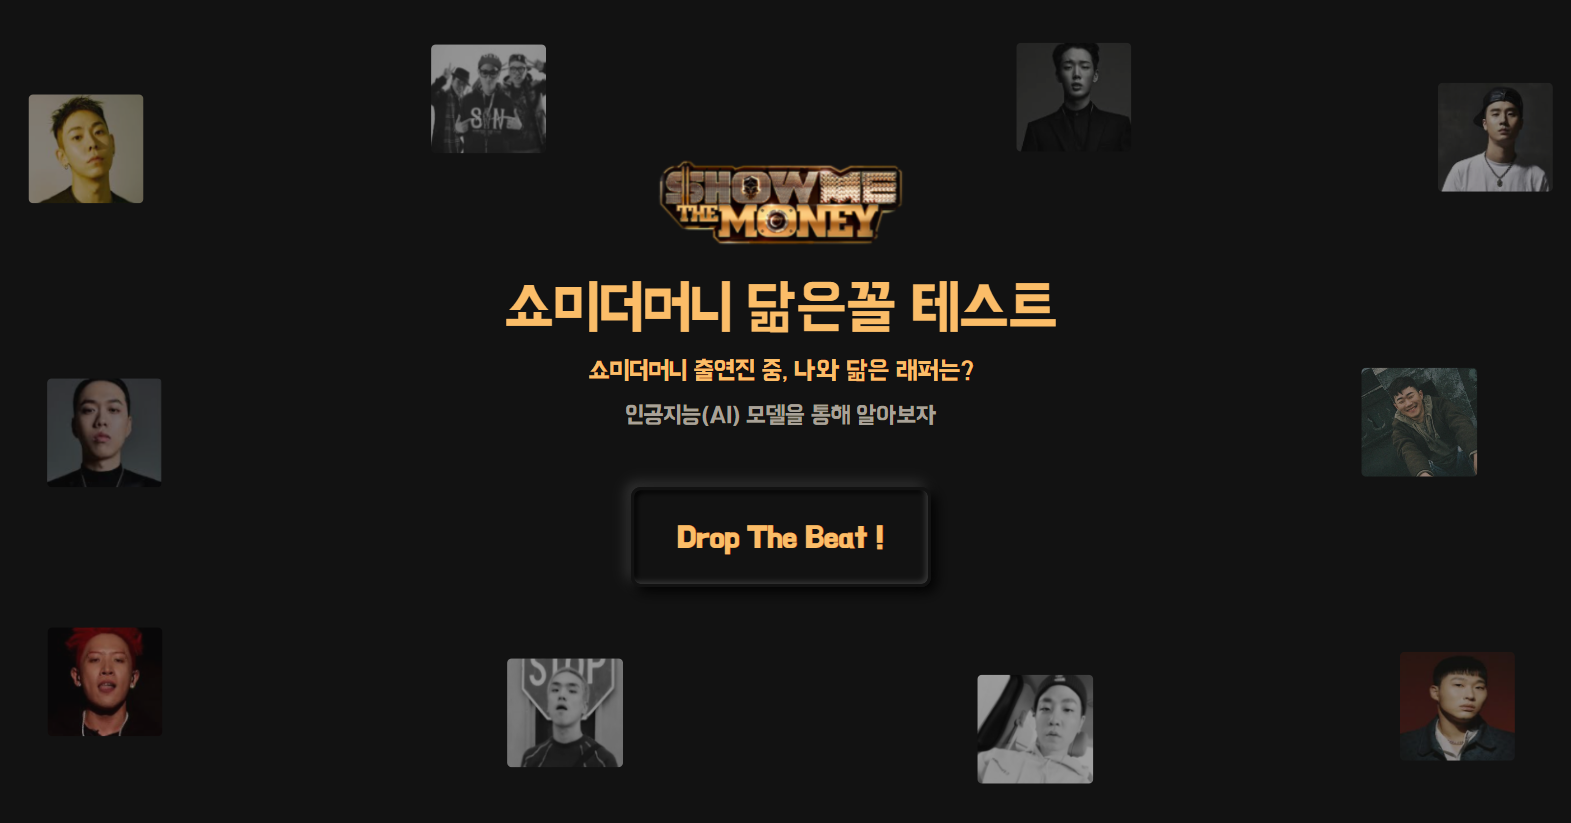 SHOW ME
THE MONEY
쇼미더머니 닮은꼴 테스트
쇼미더머니 출연진 중, 나와 닮은 래퍼는?
인공지능(AI) 모델을 통해 알아보자
Drop The Beat !
STOP